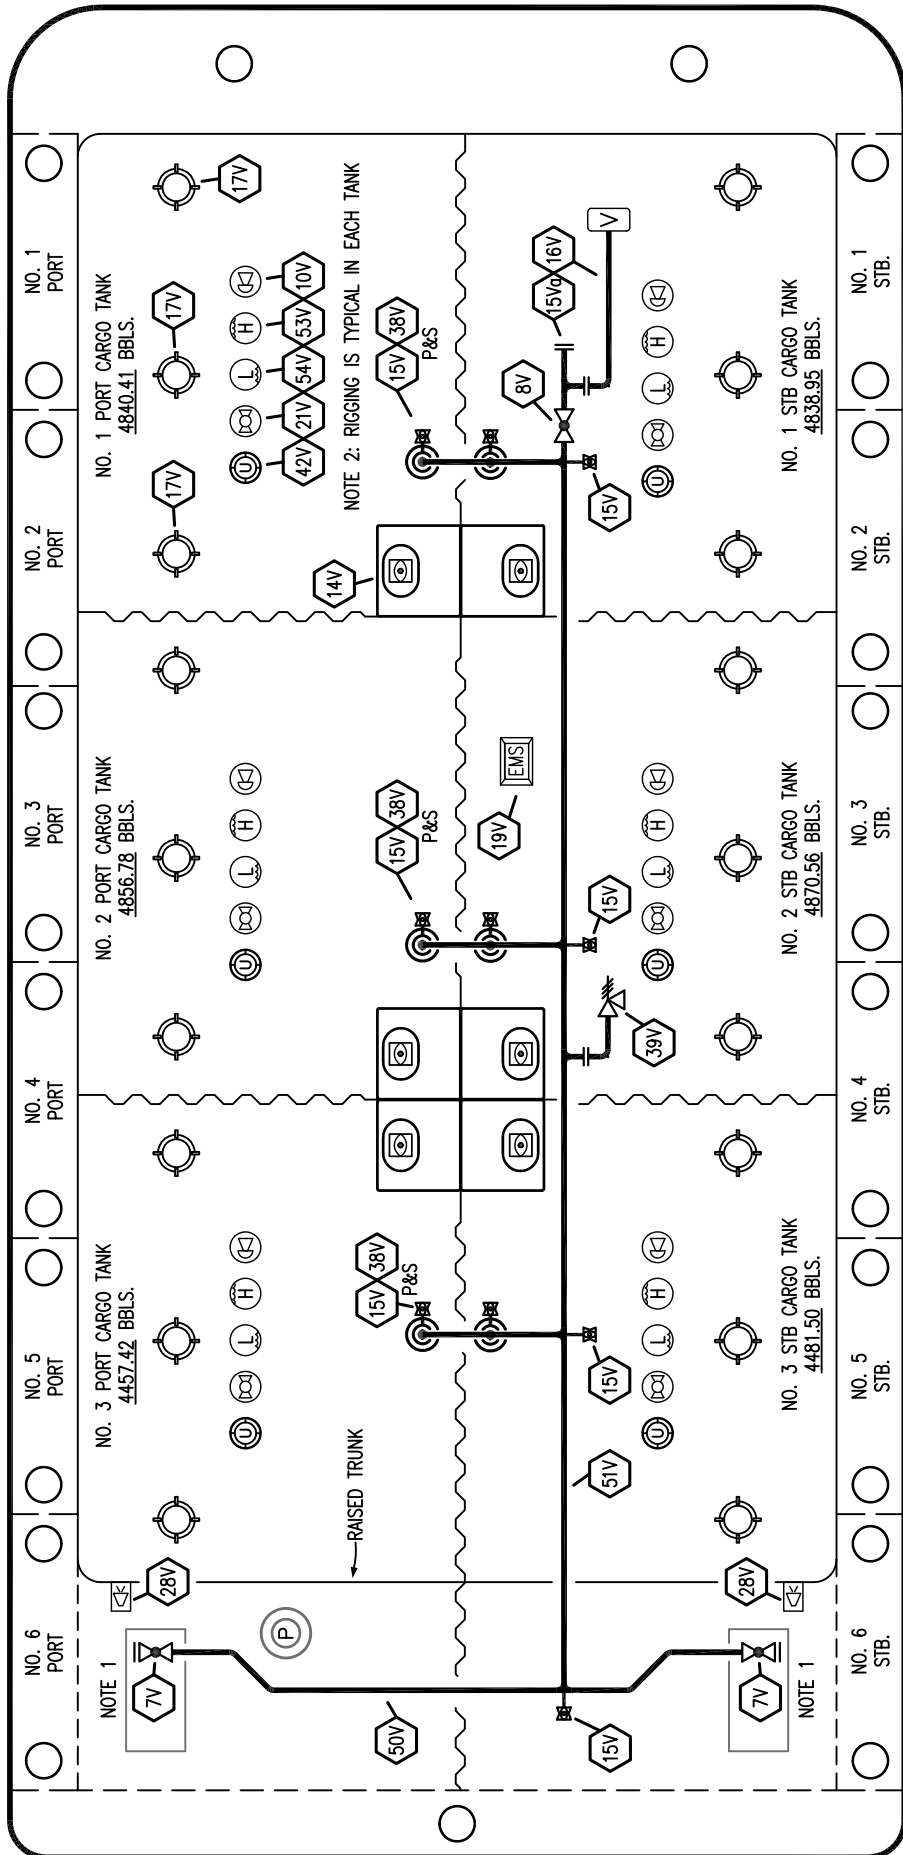 NO. 1
PORT
NO. 2
PORT
NO. 3
PORT
NO. 4
PORT
NO. 5
PORT
NO. 6
PORT
NO. 1 PORT CARGO TANK
4840.41 BBLS.
17V
17V
17V
U
L
H
42V
21V
54V
53V
10V
NOTE 2: RIGGING IS TYPICAL IN EACH TANK
15V
38V
P&S
14V
8V
15Va
16V
V
15V
U
L
H
NO. 1 STB CARGO TANK
4838.95 BBLS.
NO. 2 PORT CARGO TANK
4856.78 BBLS.
U
L
H
15V
38V
P&S
19V
EMS
15V
39V
U
L
H
NO. 2 STB CARGO TANK
4870.56 BBLS.
NO. 3 PORT CARGO TANK
4457.42 BBLS.
U
L
H
15V
38V
P&S
15V
51V
U
L
H
NO. 3 STB CARGO TANK
4481.50 BBLS.
RAISED TRUNK
28V
28V
P
NOTE 1
7V
50V
15V
7V
NOTE 1
NO. 1
STB.
NO. 2
STB.
NO. 3
STB.
NO. 4
STB.
NO. 5
STB.
NO. 6
STB.